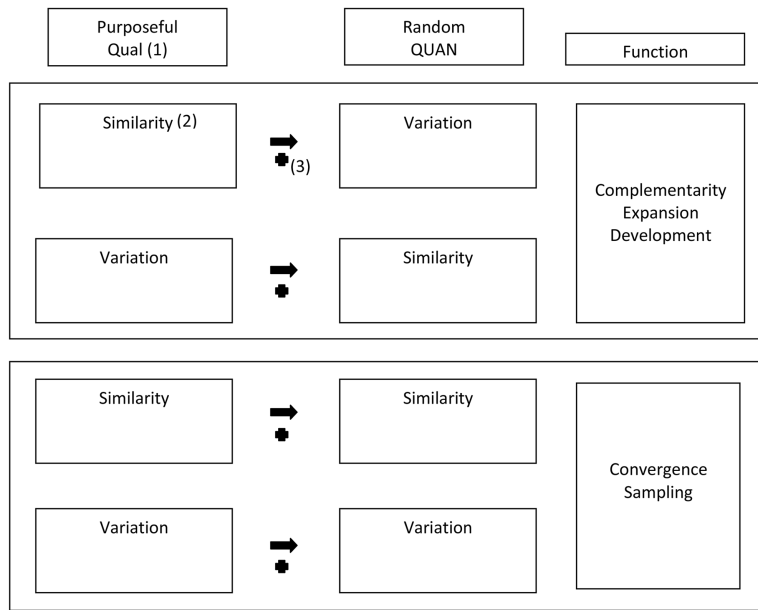 Purposeful
Qual (1)
Random
QUAN
Function
Similarity (2)
(3)
Variation
Complementarity
Expansion
Development
Variation
Similarity
Similarity
Similarity
Convergence
Sampling
Variation
Variation